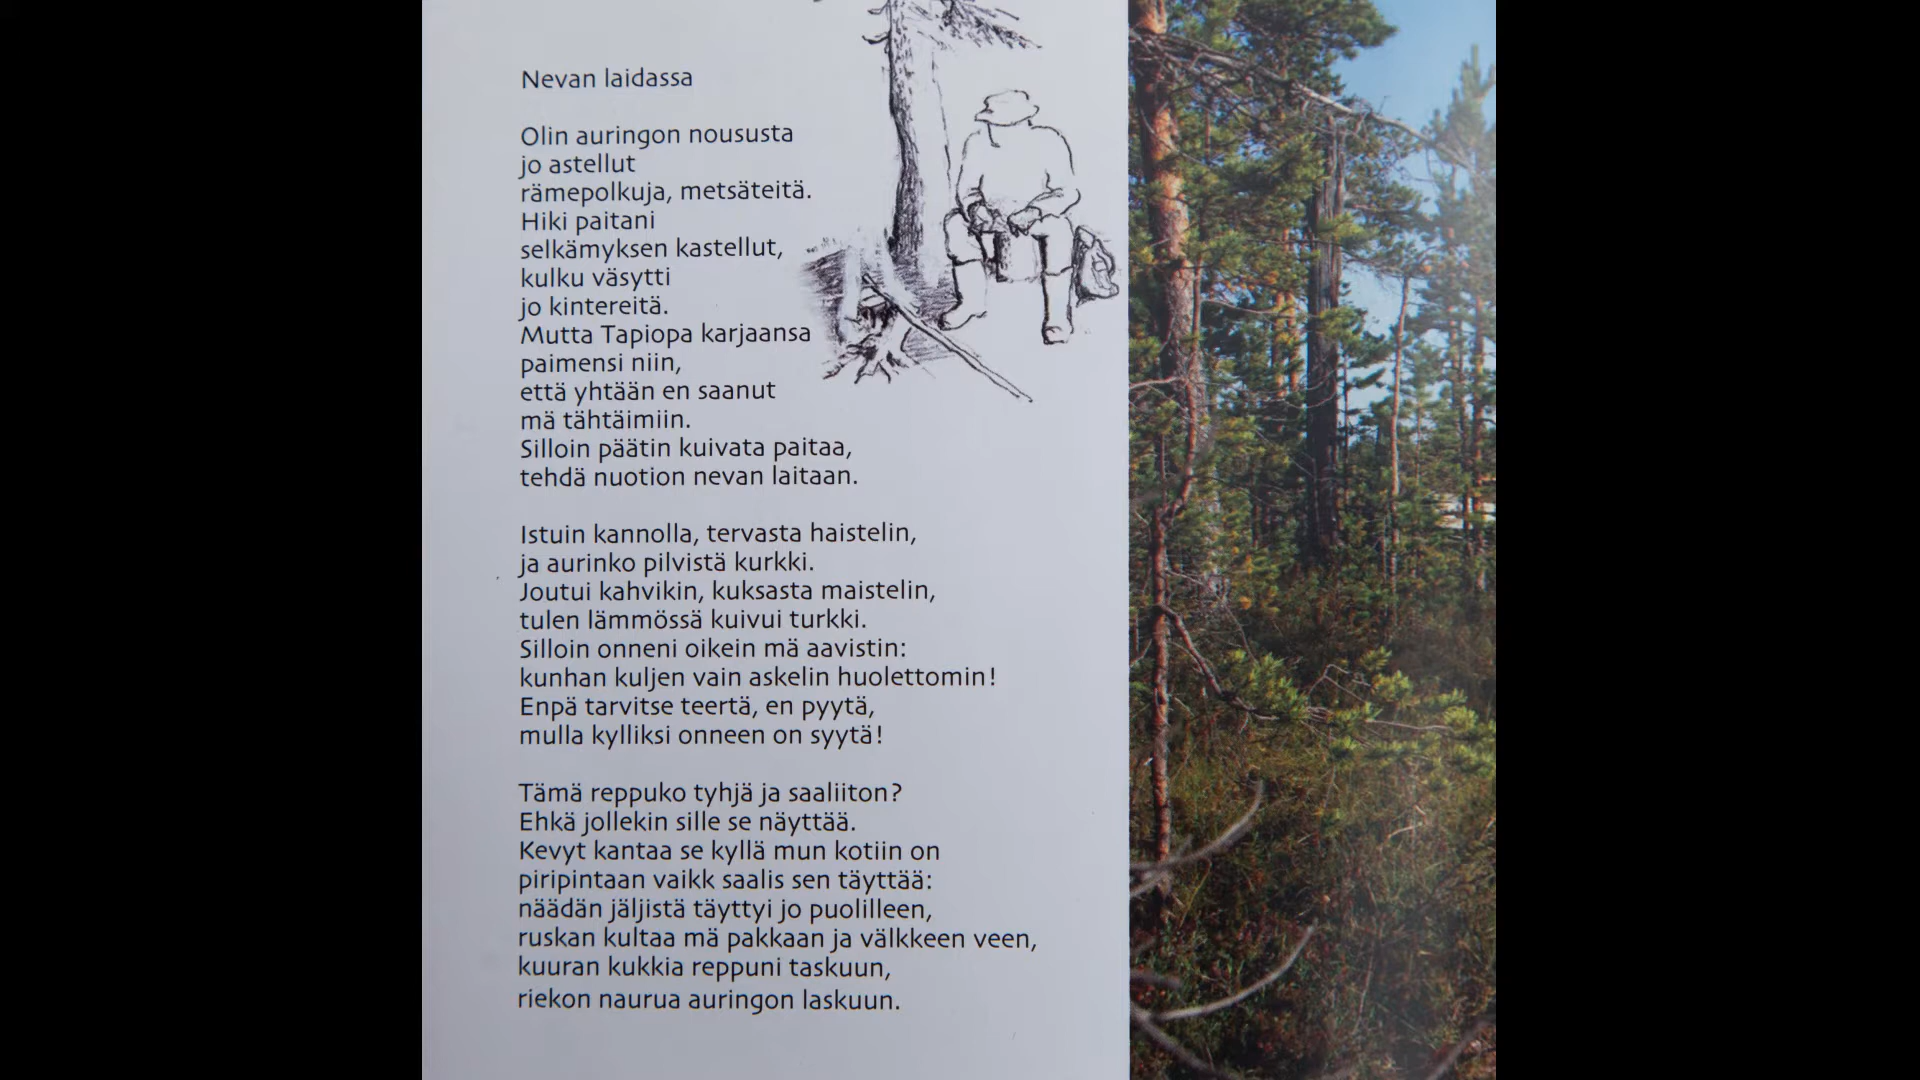 Nevan laidassa
Olin auringon noususta
jo astellut
rämepolkuja, metsäteitä.
Hiki paitani
selkämyksen kastellut,
kulku väsytti
jo kintereitä.
Mutta Tapiopa karjaansa
paimensi niin,
että yhtään en saanut
mä tähtäimiin.
Silloin päätin kuivata paitaa,
tehdä nuotion nevan laitaan.
Istuin kannolla, tervasta haistelin,
ja aurinko pilvistä kurkki.
Joutui kahvikin, kuksasta maistelin,
tulen lämmössä kuivui turkki.
Silloin onneni oikein mä aavistin:
kunhan kuljen vain askelin huolettomin!
Enpä tarvitse teertä, en pyytä,
mulla kylliksi onneen on syytä!
Tämä reppuko tyhjä ja saaliiton?
Ehkä jollekin sille se näyttää.
Kevyt kantaa se kyllä mun kotiin on
piripintaan vaikk saalis sen täyttää:
näädän jäljistä täyttyi jo puolilleen,
ruskan kultaa mä pakkaan ja välkkeen veen,
kuuran kukkia reppuni taskuun,
riekon naurua auringon laskuun.